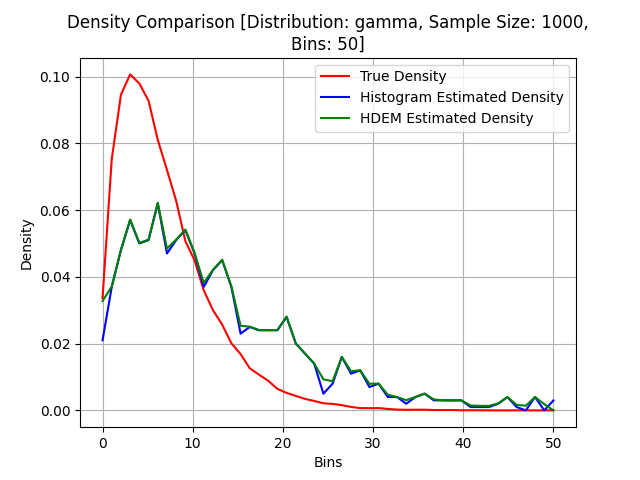 Density Comparison [Distribution: gamma, Sample Size: 1000,
Bins: 50]
True Density
Histogram Estimated Density
HDEM Estimated Density
Density
0.10
0.08
0.06
0.04
0.02
0.00
0
10
20
30
40
50
Bins